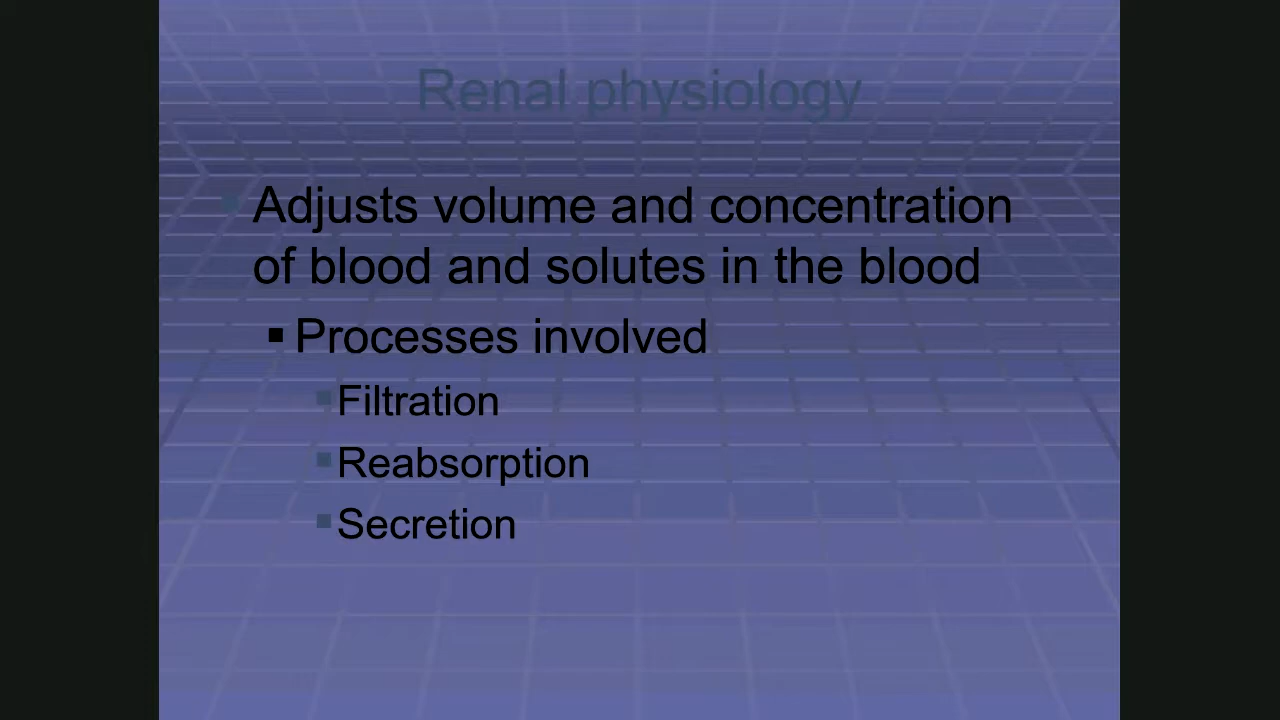 Renal physiology
Adjusts volume and concentration
of blood and solutes in the blood
Processes involved
Filtration
Reabsorption
Secretion